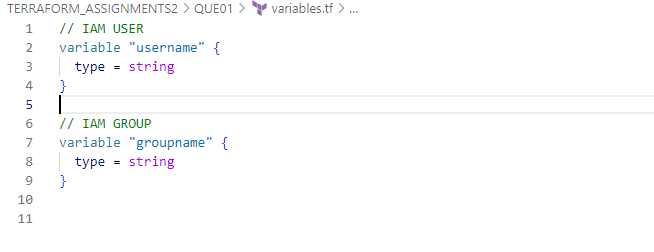 TERRAFORM_ASSIGNMENTS2 > QUE01 > variables.tf > ...
1 // IAM USER
2 variable "username" {
3 type = string
4 }
5
6 // IAM GROUP
7 variable "groupname" {
8 type = string
9 }
10
11